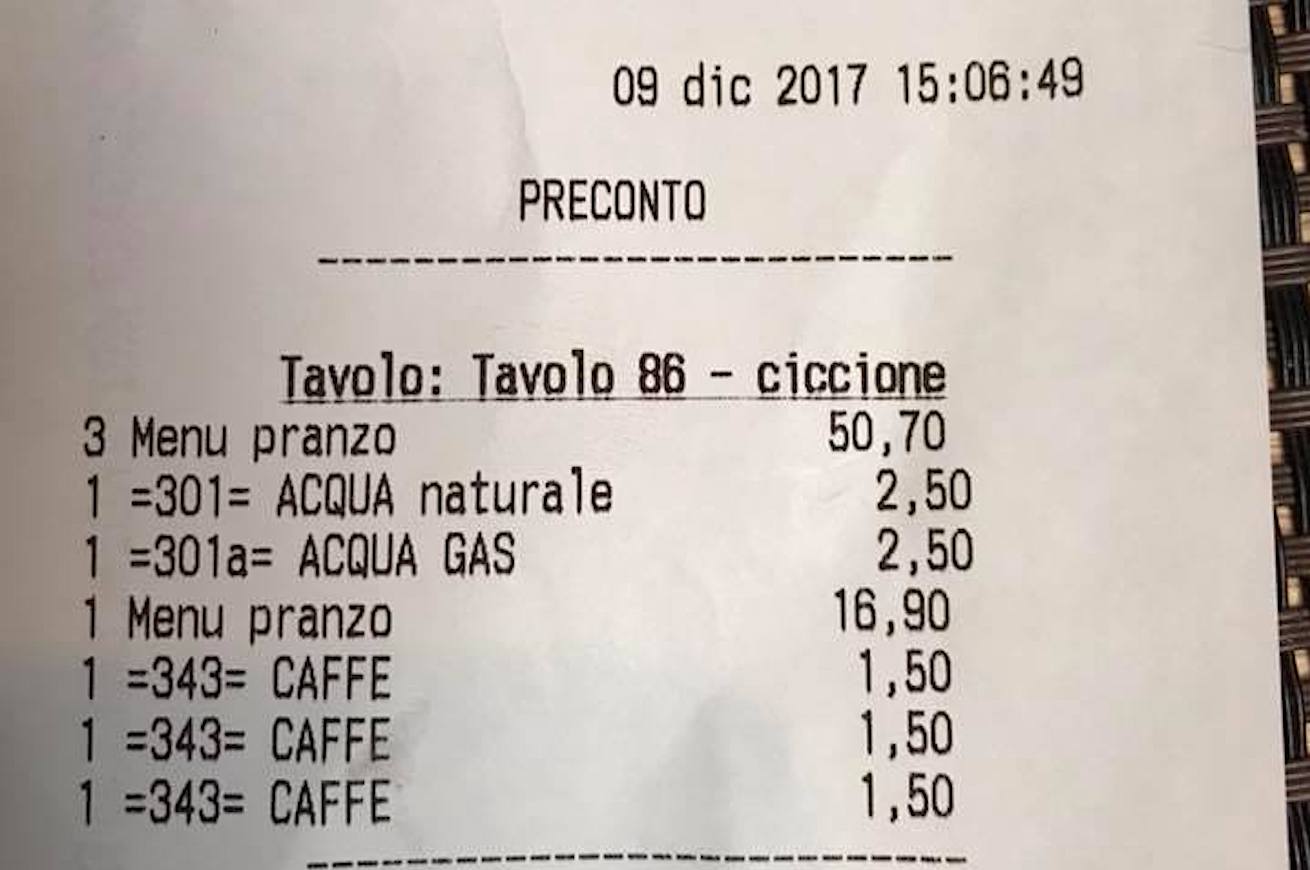 09 dic 2017 15:06:49
PRECONTO
---------------------------
Tavolo: Tavolo 86 - ciccione
3 Menu pranzo 50,70
1 =301= ACQUA naturale 2,50
1 =301a= ACQUA GAS 2,50
1 Menu pranzo 16,90
1 =343= CAFFE 1,50
1 =343= CAFFE 1,50
1 =343= CAFFE 1,50
---------------------------